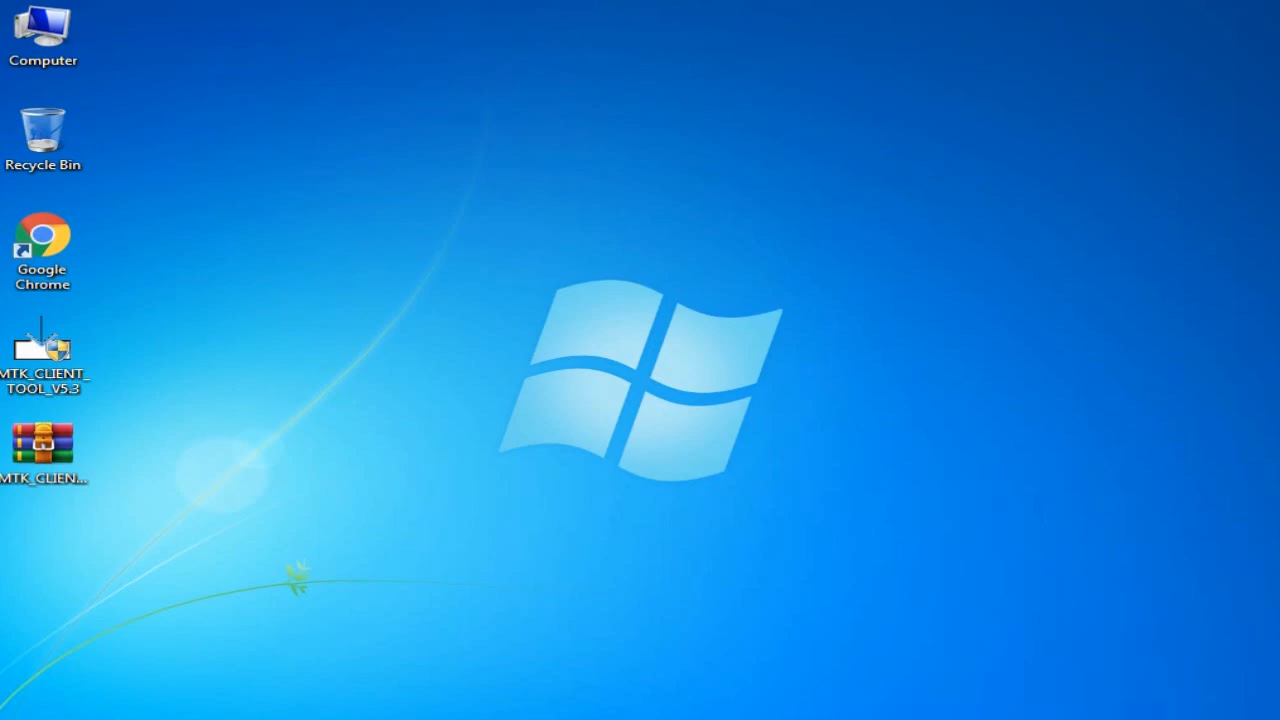 Computer
Recycle Bin
Google
Chrome
MTK_CLIENT_
TOOL_V5.3
MTK_CLIEN...